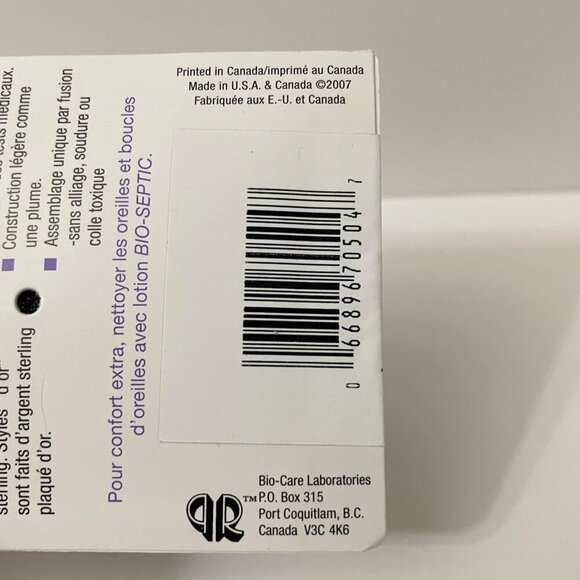 Printed in Canada/imprimé au Canada
Made in U.S.A. & Canada ©2007
Fabriquée aux E.-U. et Canada
tests médicaux.
■ Construction légère comme
une plume.
■ Assemblage unique par fusion
-sans alliage, soudure ou
colle toxique
sterling. Styles "d'or"
sont faits d'argent sterling
plaqué d'or.
Pour confort extra, nettoyer les oreilles et boucles
d'oreilles avec lotion BIO-SEPTIC.
0 66896 70504 7
Bio-Care Laboratories
™P.O. Box 315
Port Coquitlam, B.C.
Canada V3C 4K6